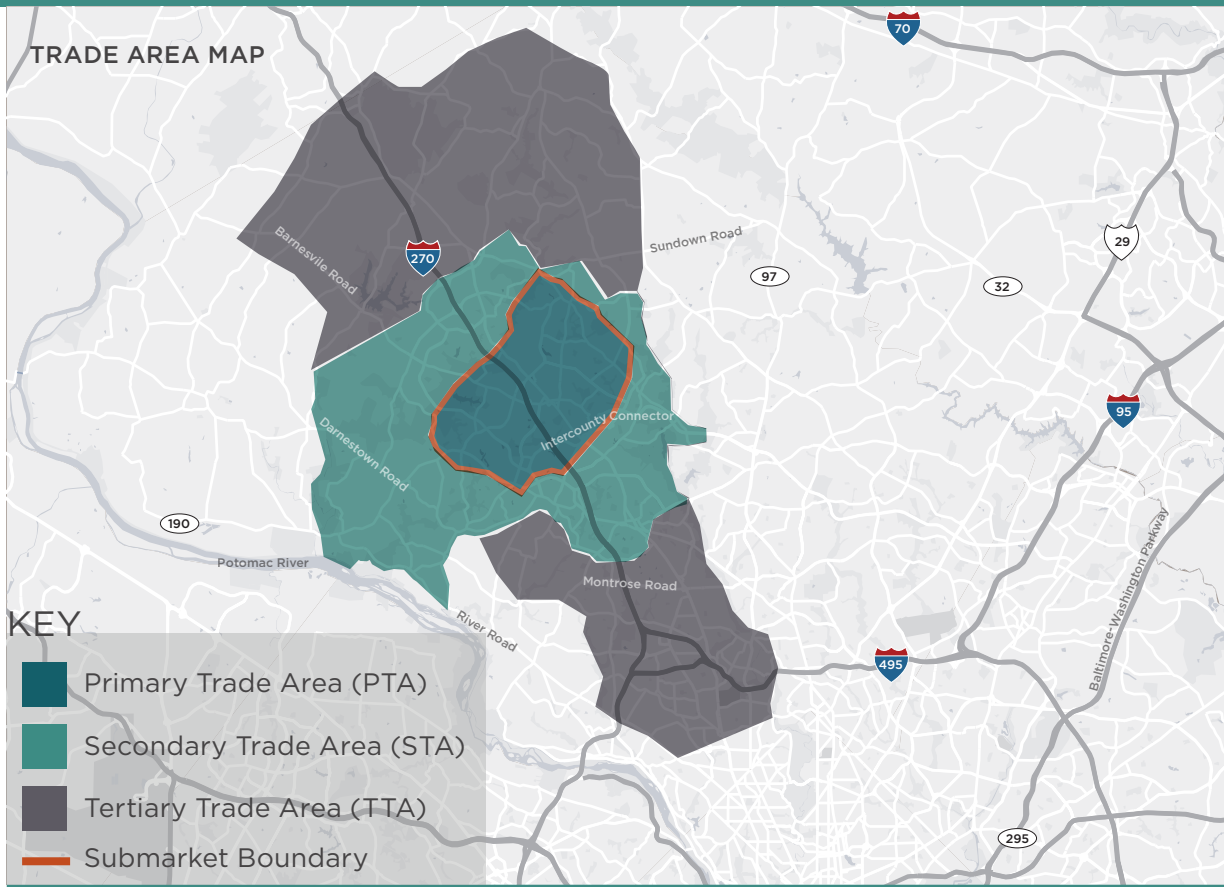 70
TRADE AREA MAP
Barnesvile Road
270
Sundown Road
97
29
32
95
Intercounty Connector
Darnestown Road
190
Potomac River
Montrose Road
River Road
Baltimore-Washington Parkway
495
KEY
Primary Trade Area (PTA)
Secondary Trade Area (STA)
Tertiary Trade Area (TTA)
Submarket Boundary
295